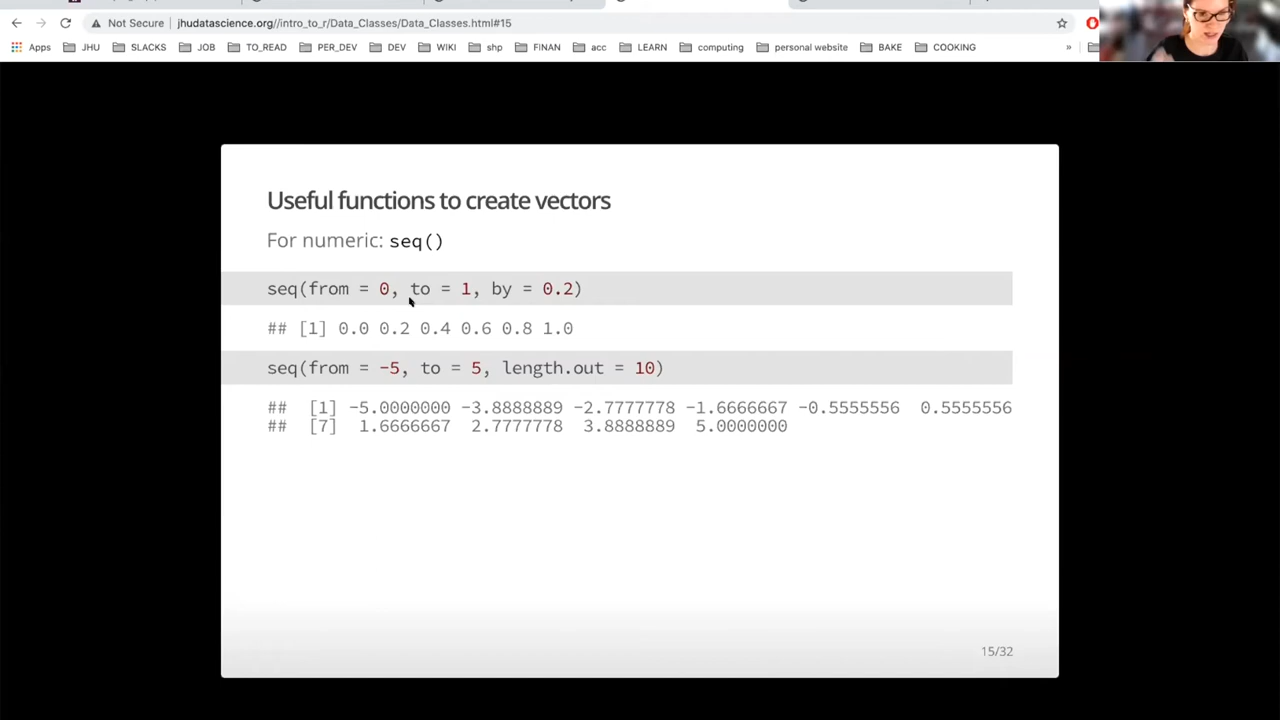 Not Secure jhudatascience.org//intro_to_r/Data_Classes/Data_Classes.html#15
Apps JHU SLACKS JOB TO_READ PER_DEV DEV WIKI shp FINAN acc LEARN computing personal website BAKE COOKING »
Useful functions to create vectors
For numeric: seq()
seq(from = 0, to = 1, by = 0.2)
## [1] 0.0 0.2 0.4 0.6 0.8 1.0
seq(from = -5, to = 5, length.out = 10)
## [1] -5.0000000 -3.8888889 -2.7777778 -1.6666667 -0.5555556 0.5555556
## [7] 1.6666667 2.7777778 3.8888889 5.0000000
15/32